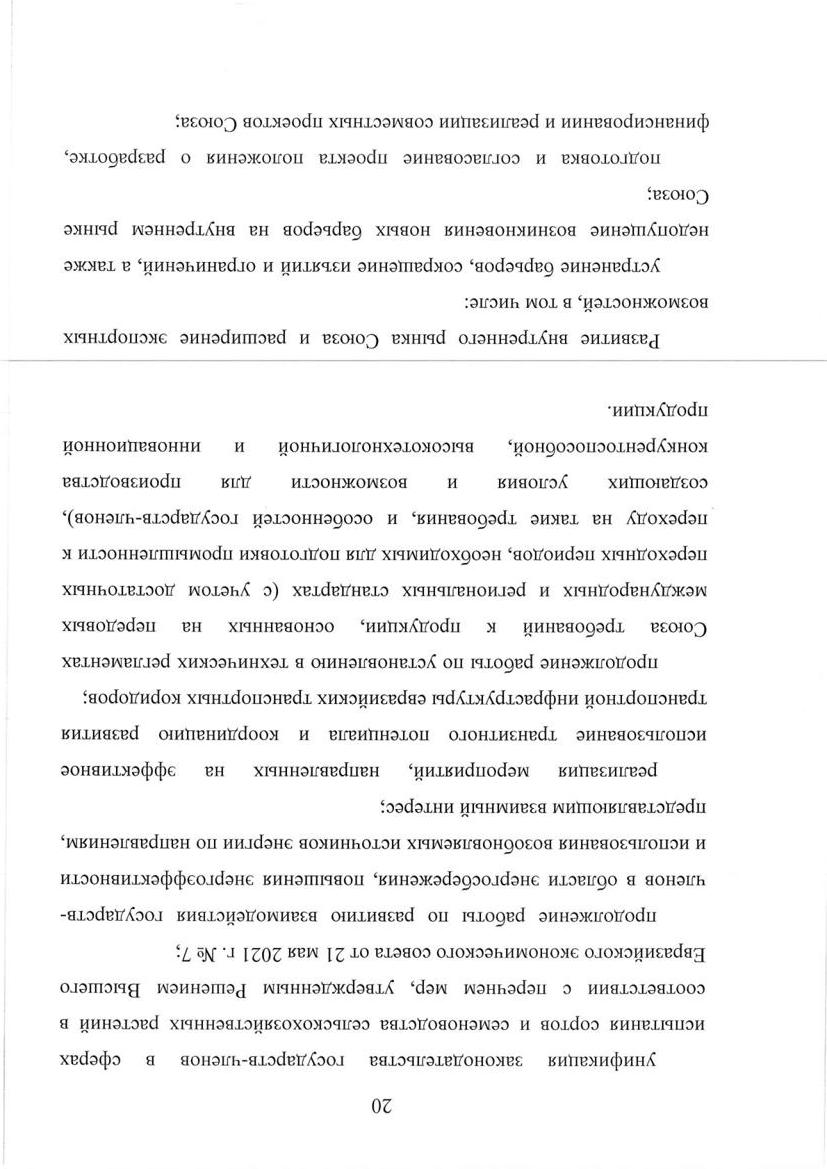 20
унификация законодательства государств-членов в сферах
испытания сортов и семеноводства сельскохозяйственных растений в
соответствии с перечнем мер, утвержденным Решением Высшего
Евразийского экономического совета от 21 мая 2021 г. № 7;
продолжение работы по развитию взаимодействия государств-
членов в области энергосбережения, повышения энергоэффективности
и использования возобновляемых источников энергии по направлениям,
представляющим взаимный интерес;
реализация мероприятий, направленных на эффективное
использование транзитного потенциала и координацию развития
транспортной инфраструктуры евразийских транспортных коридоров;
продолжение работы по установлению в технических регламентах
Союза требований к продукции, основанных на передовых
международных и региональных стандартах (с учетом достаточных
переходных периодов, необходимых для подготовки промышленности к
переходу на такие требования, и особенностей государств-членов),
создающих условия и возможности для производства
конкурентоспособной, высокотехнологичной и инновационной
продукции.
Развитие внутреннего рынка Союза и расширение экспортных
возможностей, в том числе:
устранение барьеров, сокращение изъятий и ограничений, а также
недопущение возникновения новых барьеров на внутреннем рынке
Союза;
подготовка и согласование проекта положения о разработке,
финансировании и реализации совместных проектов Союза;